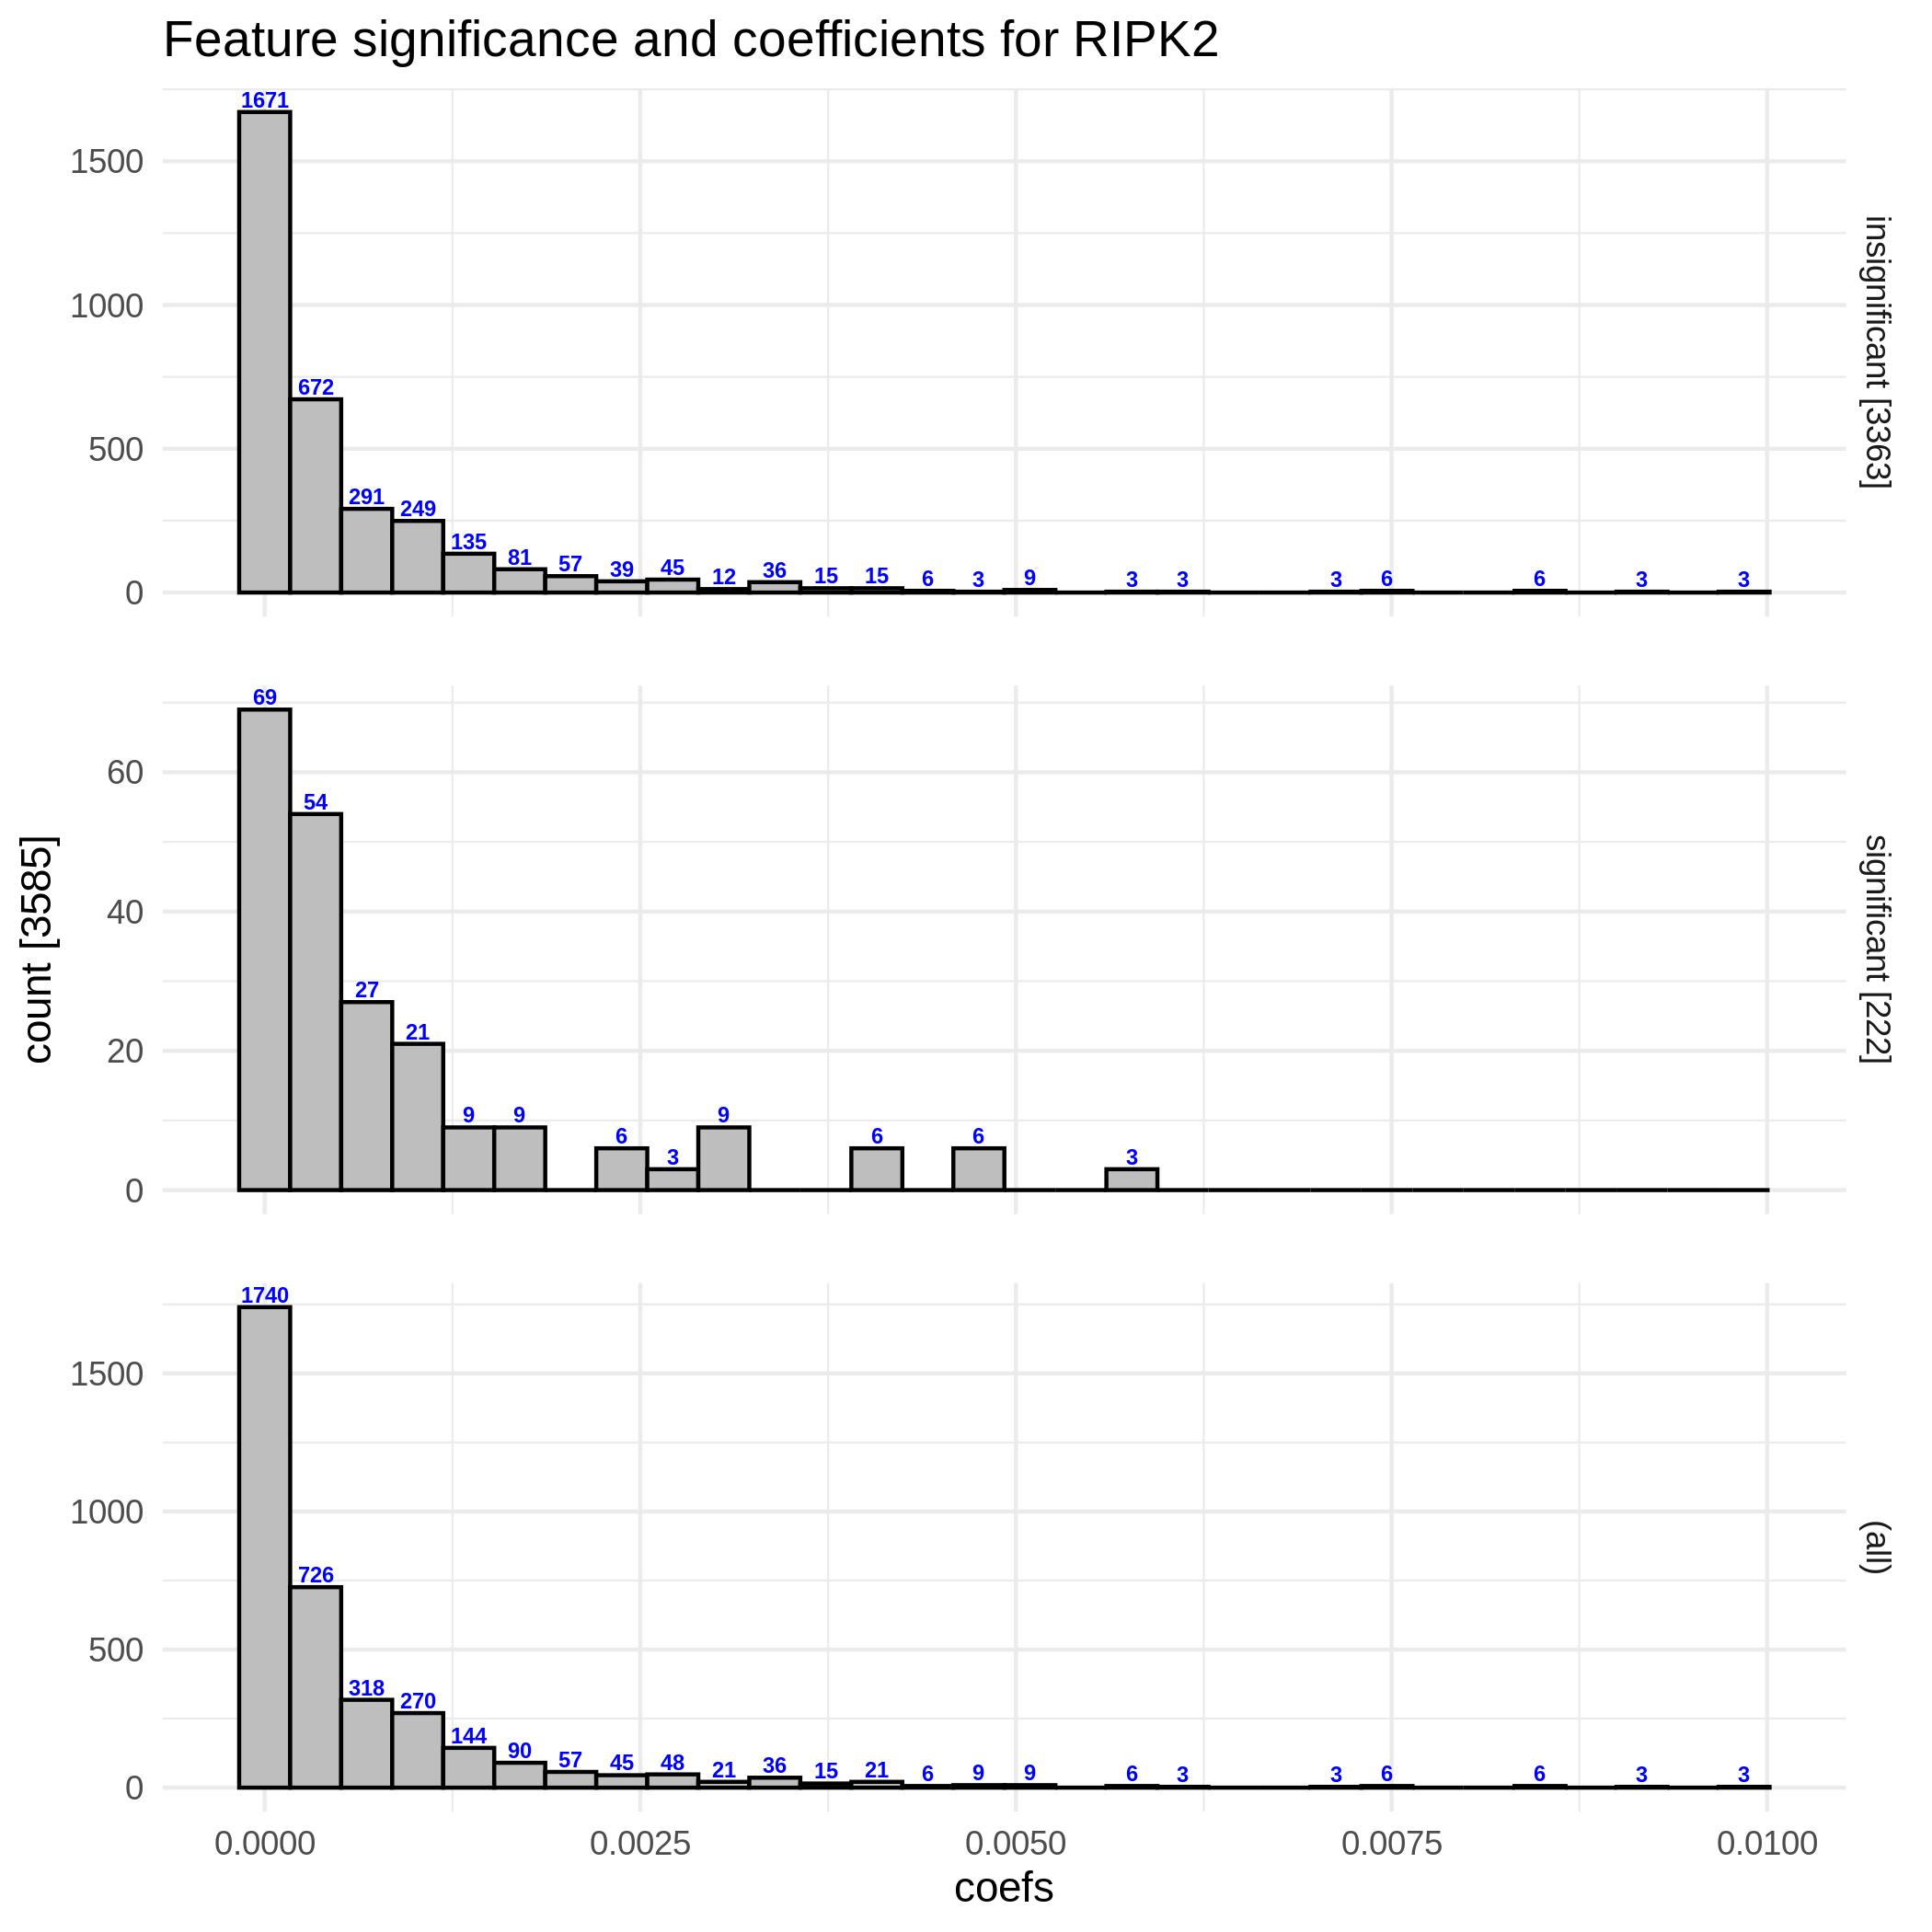 Feature significance and coefficients for RIPK2
1671
1500
1000
672
500
291 249
135 81 57 39 45 12 36 15 15 6 3 9 3 3 3 6 6 3 3
0
insignificant [3363]
69
60
54
40
27
21
20
9 9 6 3 9 6 6 3
0
significant [222]
count [3585]
1740
1500
1000
726
500
318 270
144 90 57 45 48 21 36 15 21 6 9 9 6 3 3 6 6 3 3
0
(all)
0.0000 0.0025 0.0050 0.0075 0.0100
coefs